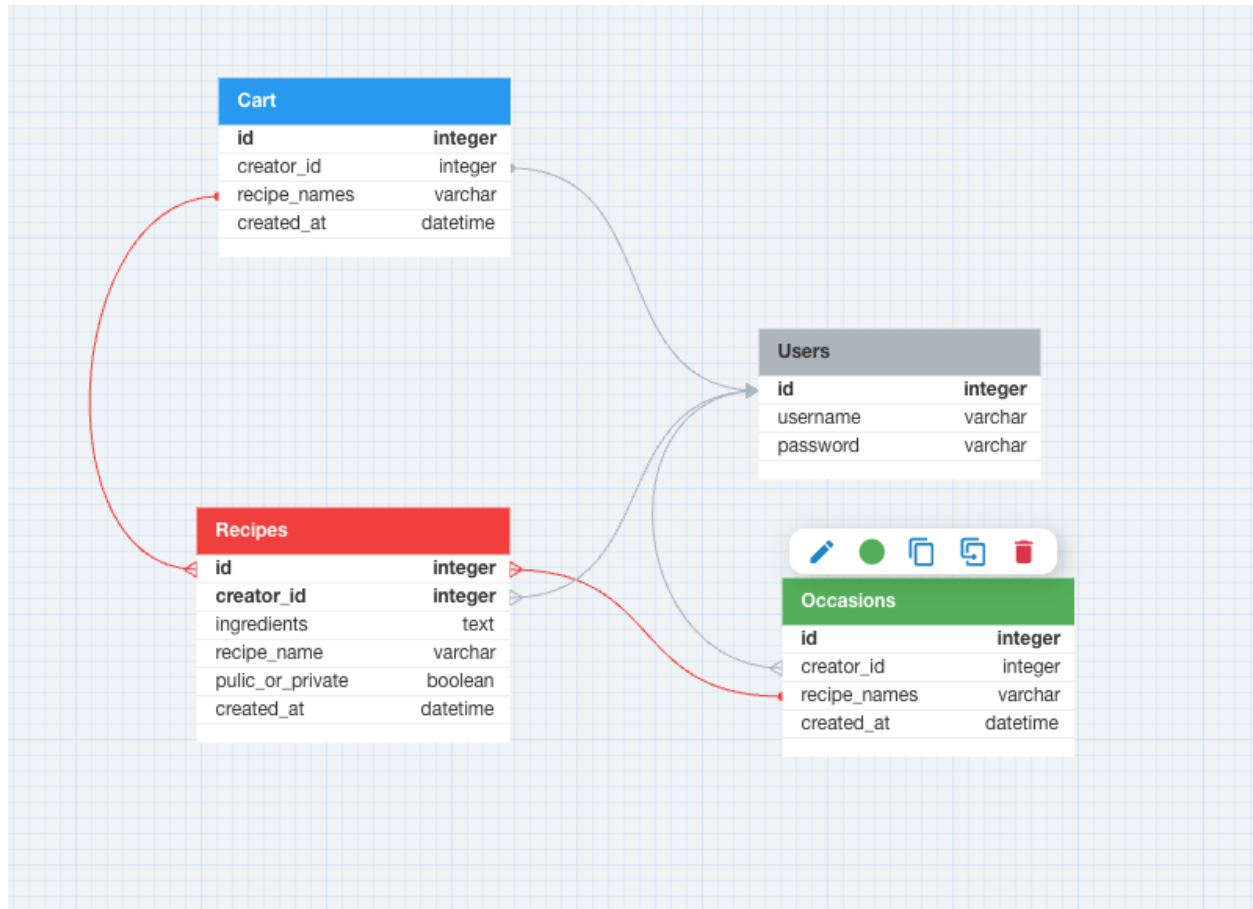 Cart
id integer
creator_id integer
recipe_names varchar
created_at datetime
Users
id integer
username varchar
password varchar
Recipes
id integer
creator_id integer
ingredients text
recipe_name varchar
pulic_or_private boolean
created_at datetime
Occasions
id integer
creator_id integer
recipe_names varchar
created_at datetime